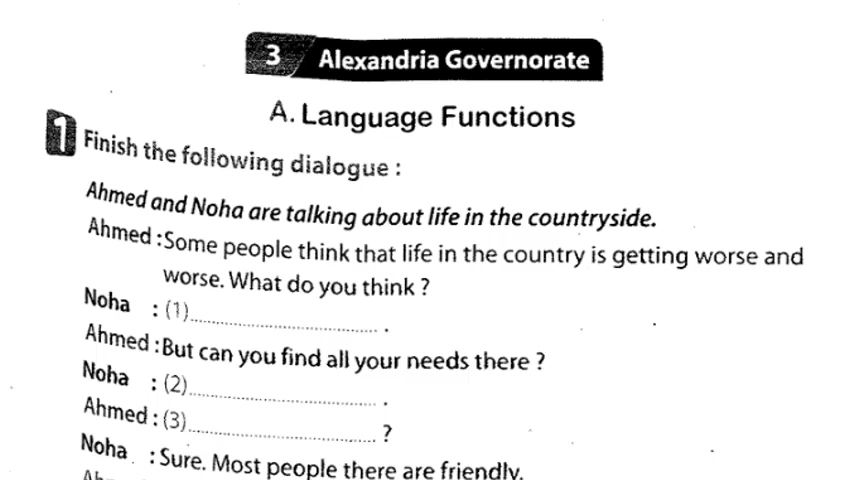 3 Alexandria Governorate
A. Language Functions
1 Finish the following dialogue :
Ahmed and Noha are talking about life in the countryside.
Ahmed : Some people think that life in the country is getting worse and
worse. What do you think ?
Noha : (1)........................................ .
Ahmed : But can you find all your needs there ?
Noha : (2)........................................ .
Ahmed : (3)........................................ ?
Noha : Sure. Most people there are friendly.